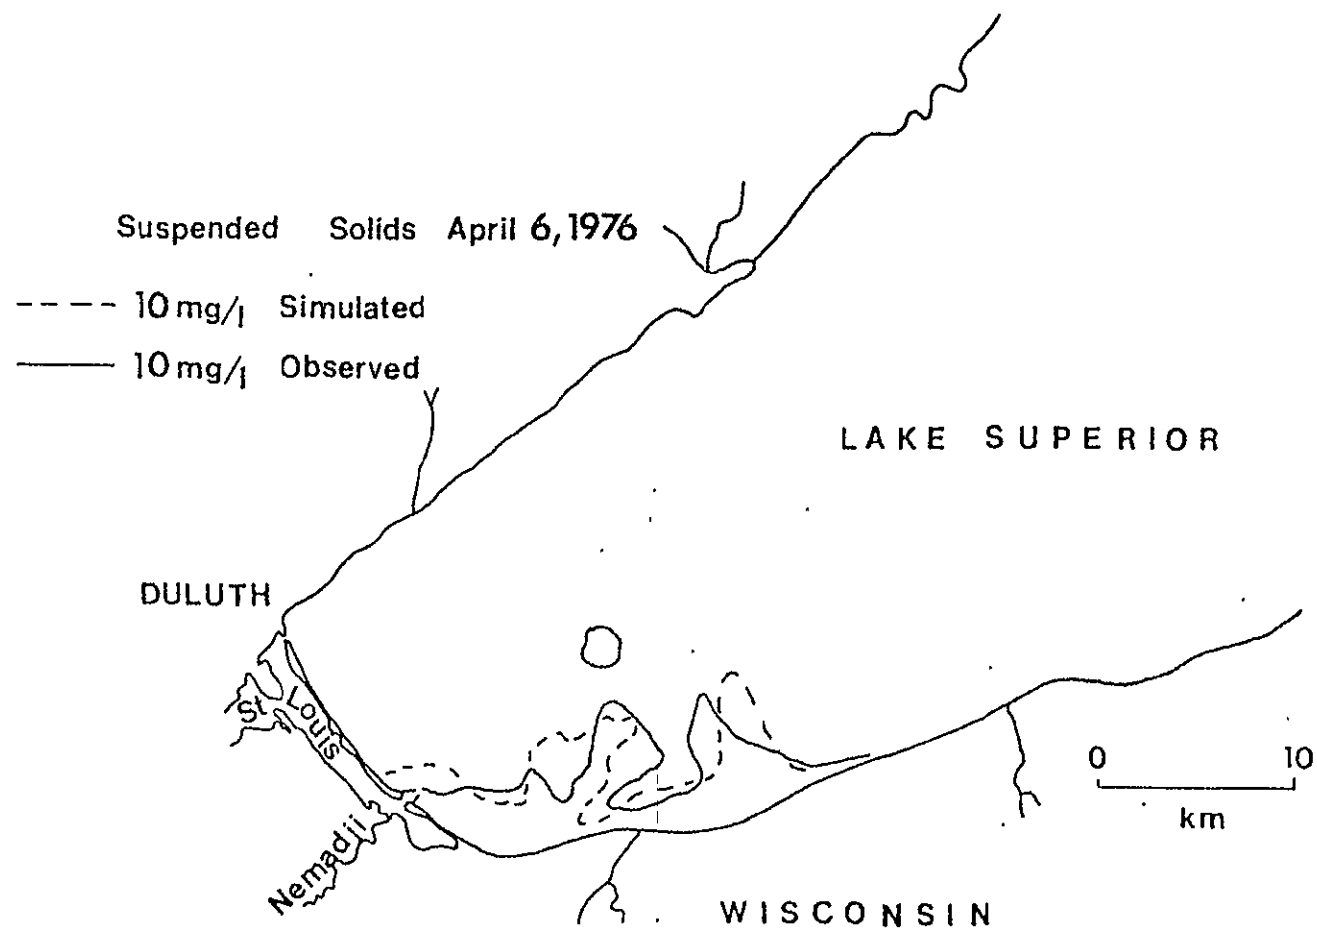 Suspended Solids April 6, 1976
10 mg/l Simulated
10 mg/l Observed
LAKE SUPERIOR
DULUTH
St Louis
Nemadji
0 10
km
WISCONSIN